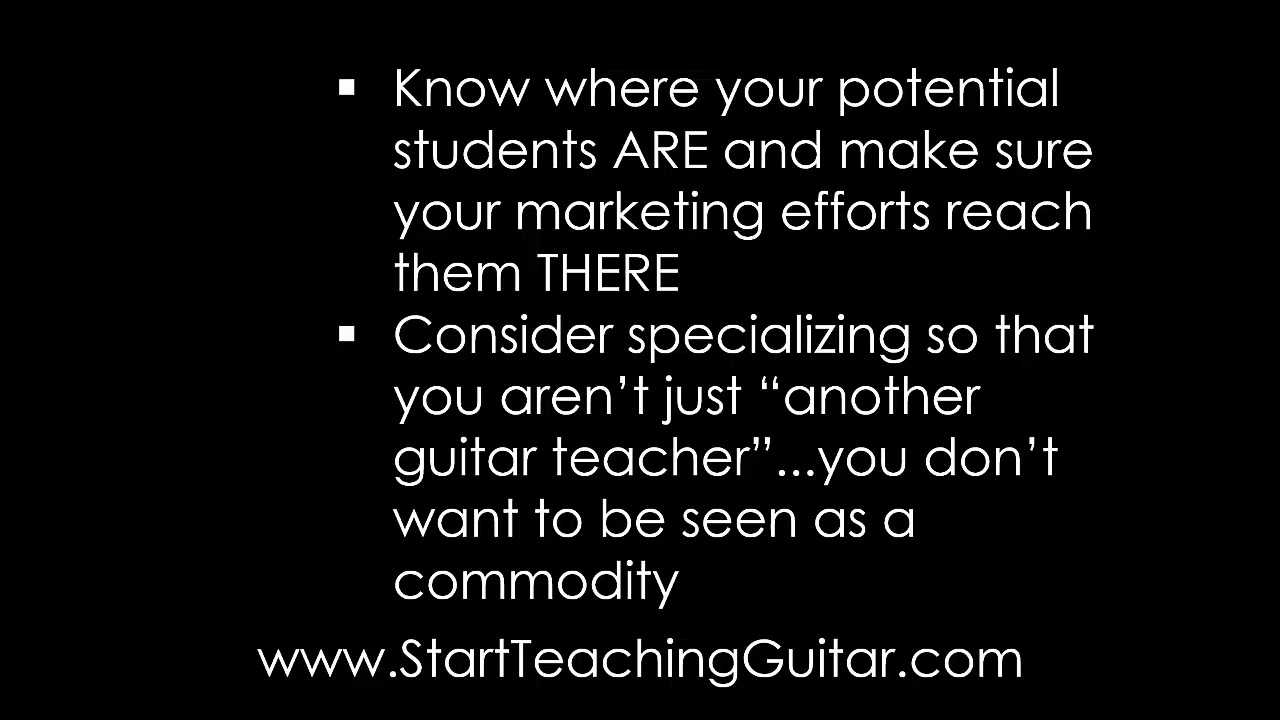 ▪ Know where your potential
students ARE and make sure
your marketing efforts reach
them THERE
▪ Consider specializing so that
you aren’t just “another
guitar teacher”...you don’t
want to be seen as a
commodity
www.StartTeachingGuitar.com